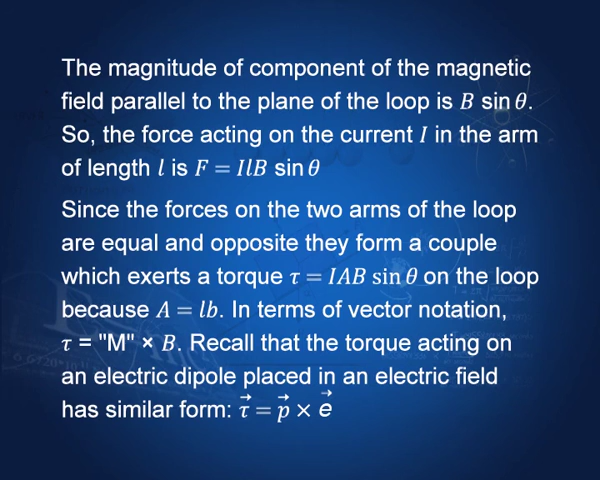 The magnitude of component of the magnetic
field parallel to the plane of the loop is B sin θ.
So, the force acting on the current I in the arm
of length l is F = IlB sin θ
Since the forces on the two arms of the loop
are equal and opposite they form a couple
which exerts a torque τ = IAB sin θ on the loop
because A = lb. In terms of vector notation,
τ = "M" × B. Recall that the torque acting on
an electric dipole placed in an electric field
has similar form: τ⃗ = p⃗ × e⃗